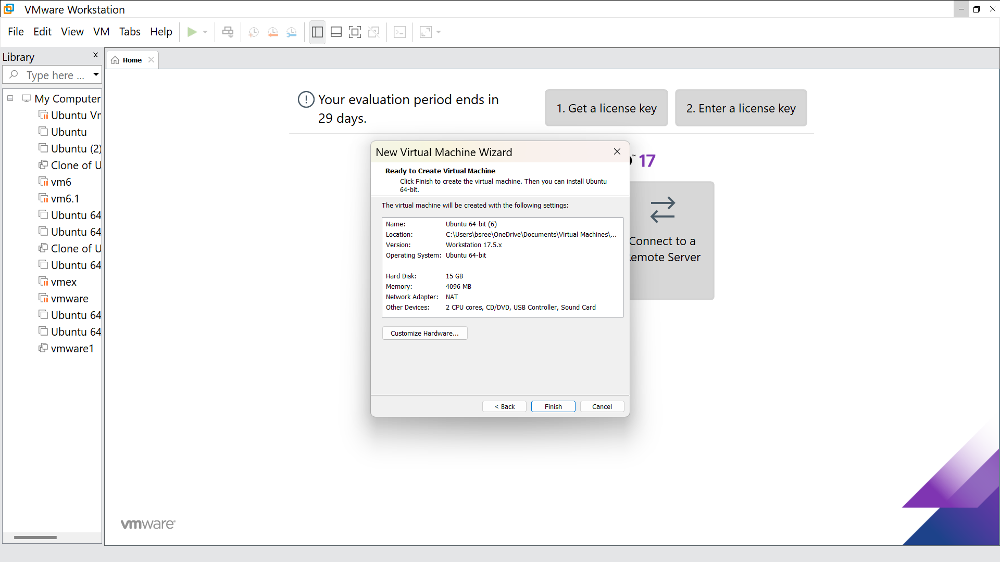 VMware Workstation
File Edit View VM Tabs Help
Library
Type here ...
My Computer
Ubuntu Vr
Ubuntu
Ubuntu (2)
Clone of U
vm6
vm6.1
Ubuntu 64
Ubuntu 64
Clone of U
Ubuntu 64
vmex
vmware
Ubuntu 64
Ubuntu 64
vmware1
Home
Your evaluation period ends in
29 days.
1. Get a license key
2. Enter a license key
™ 17
Connect to a
Remote Server
New Virtual Machine Wizard
Ready to Create Virtual Machine
Click Finish to create the virtual machine. Then you can install Ubuntu
64-bit.
The virtual machine will be created with the following settings:
Name: Ubuntu 64-bit (6)
Location: C:\Users\bsree\OneDrive\Documents\Virtual Machines\...
Version: Workstation 17.5.x
Operating System: Ubuntu 64-bit
Hard Disk: 15 GB
Memory: 4096 MB
Network Adapter: NAT
Other Devices: 2 CPU cores, CD/DVD, USB Controller, Sound Card
Customize Hardware...
< Back
Finish
Cancel
vmware